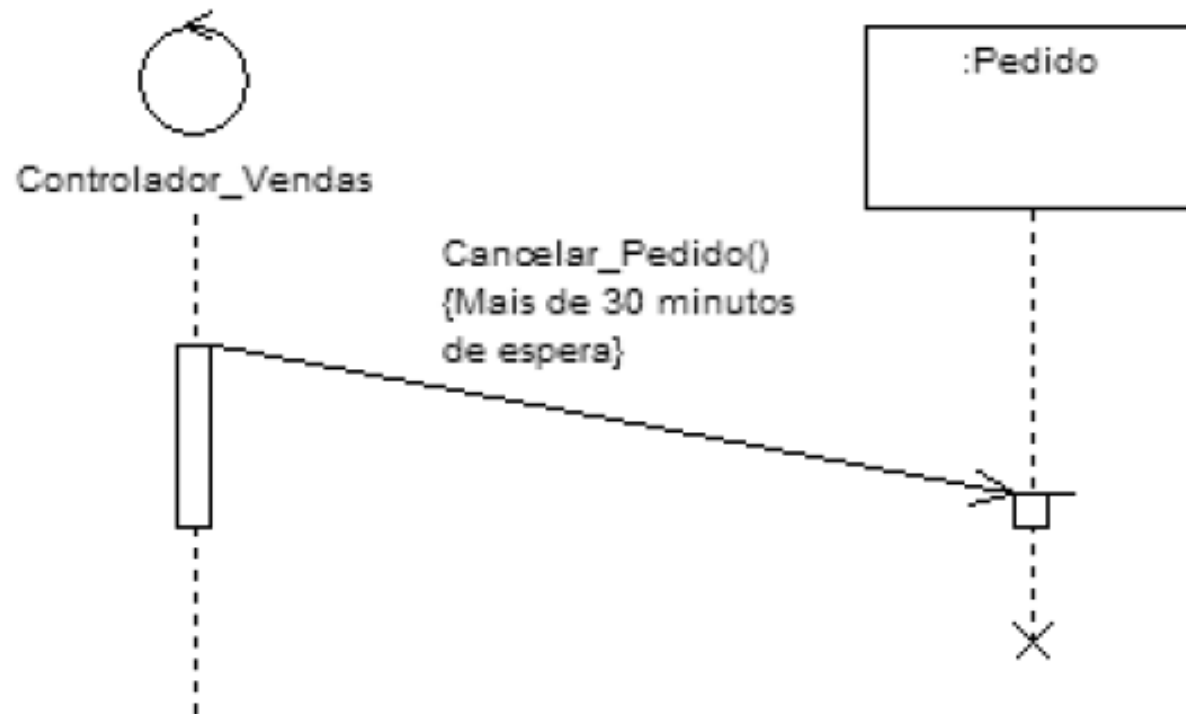 :Pedido
Controlador_Vendas
Cancelar_Pedido()
{Mais de 30 minutos
de espera}